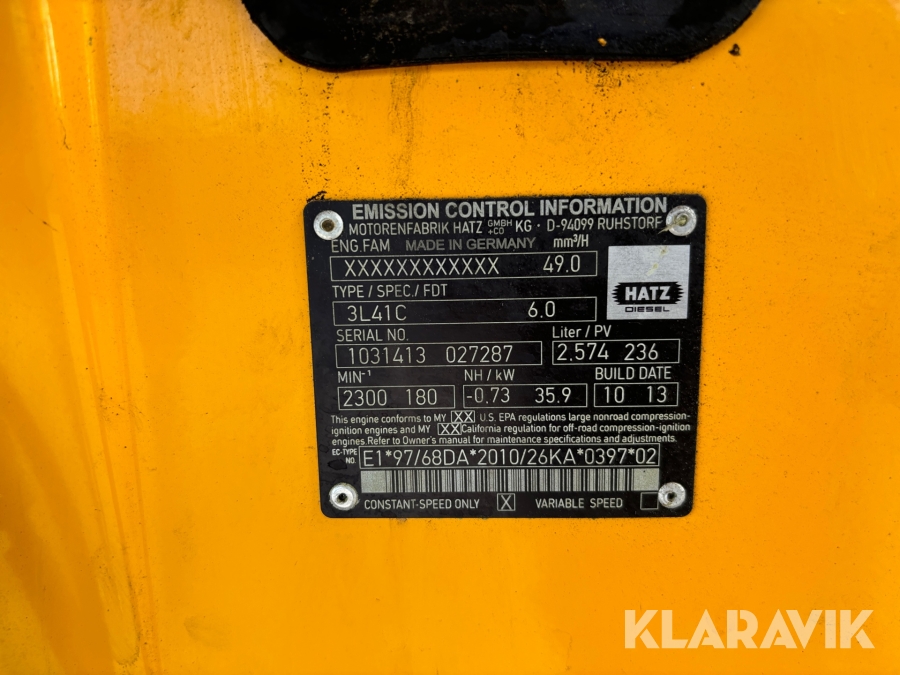 EMISSION CONTROL INFORMATION
MOTORENFABRIK HATZ GMBH +CO KG · D-94099 RUHSTORF
ENG.FAM MADE IN GERMANY mm³/H
XXXXXXXXXXXX 49.0
TYPE / SPEC./ FDT
3L41C 6.0
HATZ
DIESEL
SERIAL NO. Liter / PV
1031413 027287 2.574 236
MIN⁻¹ NH / kW BUILD DATE
2300 180 -0.73 35.9 10 13
This engine conforms to MY XX U.S. EPA regulations large nonroad compression-
ignition engines and MY XX California regulation for off-road compression-ignition
engines. Refer to Owner's manual for maintenance specifications and adjustments.
EC-TYPE NO. E1*97/68DA*2010/26KA*0397*02
CONSTANT-SPEED ONLY X VARIABLE SPEED
KLARAVIK